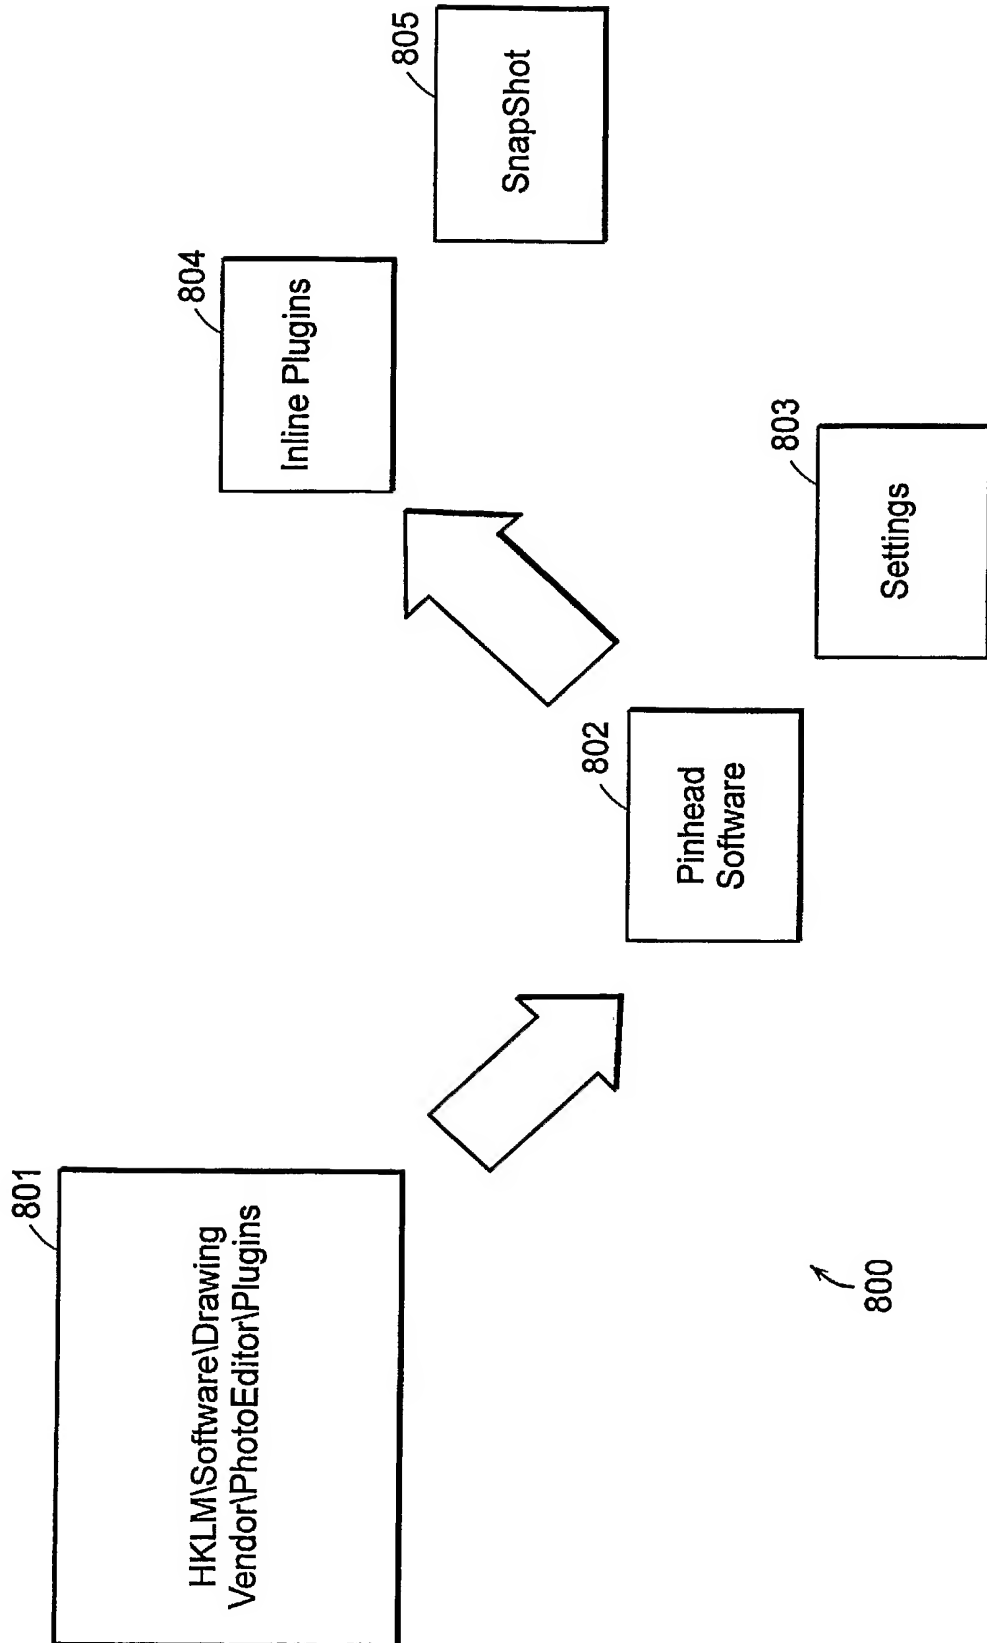 801
HKLM\Software\Drawing
Vendor\PhotoEditor\Plugins
802
Pinhead
Software
803
Settings
804
Inline Plugins
805
SnapShot
800